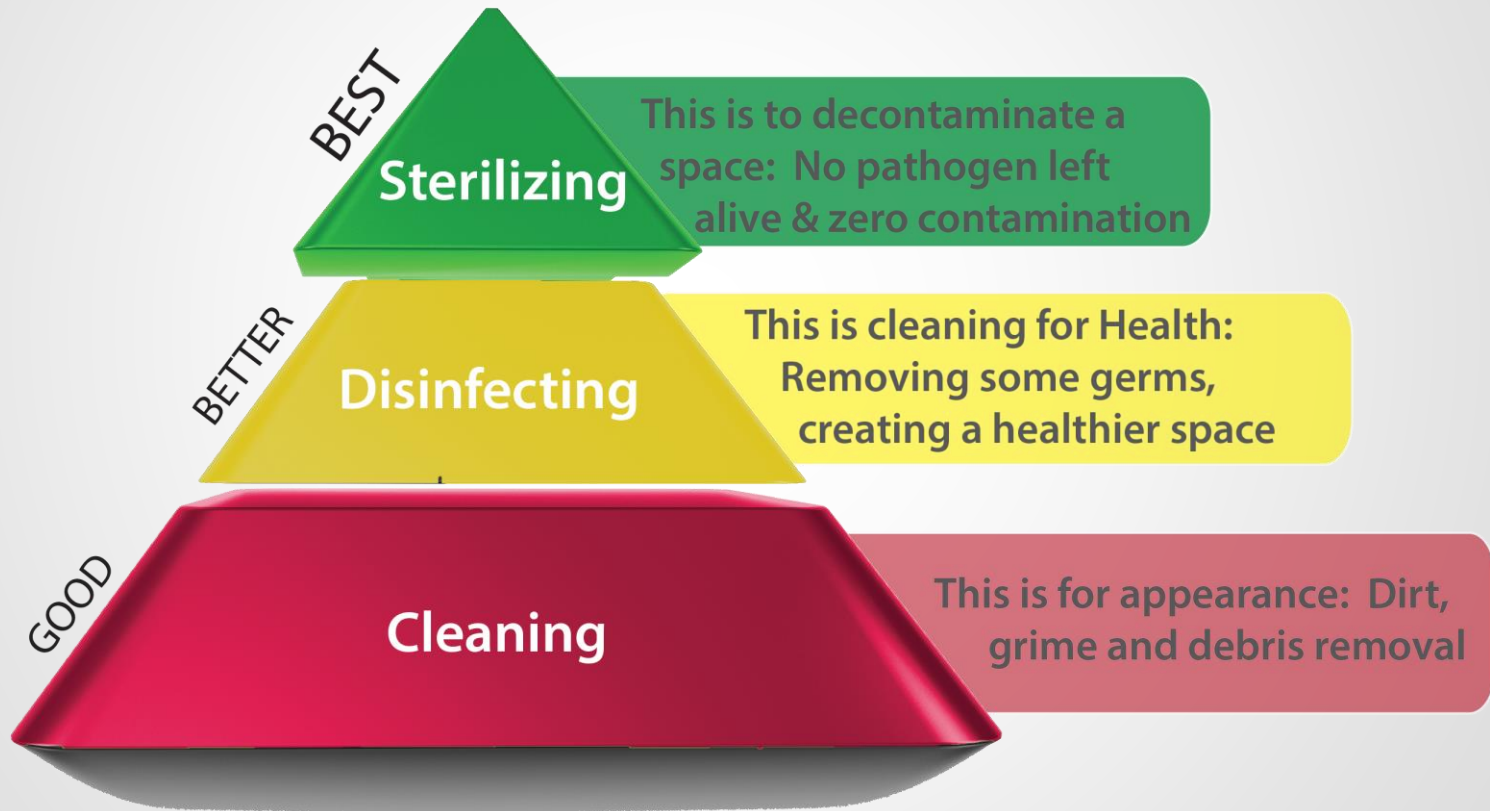 BEST
Sterilizing
This is to decontaminate a
space: No pathogen left
alive & zero contamination
BETTER
Disinfecting
This is cleaning for Health:
Removing some germs,
creating a healthier space
GOOD
Cleaning
This is for appearance: Dirt,
grime and debris removal